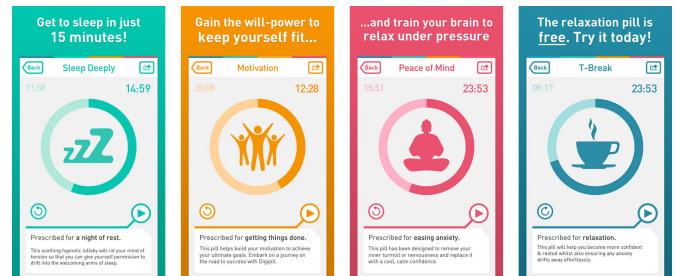 Get to sleep in just
15 minutes!
Back
Sleep Deeply
11:58
14:59
zzZ
Prescribed for a night of rest.
This soothing hypnotic lullaby will rid your mind of
tension so that you can give yourself permission to
drift into the welcoming arms of sleep.
Gain the will-power to
keep yourself fit...
Back
Motivation
20:08
12:28
Prescribed for getting things done.
This pill helps build your motivation to achieve
your ultimate goals. Embark on a journey on
the road to success with Digipill.
...and train your brain to
relax under pressure
Back
Peace of Mind
15:51
23:53
Prescribed for easing anxiety.
This pill has been designed to remove your
inner turmoil or nervousness and replace it
with a cool, calm confidence.
The relaxation pill is
free. Try it today!
Back
T-Break
09:17
23:53
Prescribed for relaxation.
This pill will help you become more confident
& rested whilst also ensuring any anxiety
drifts away effortlessly.